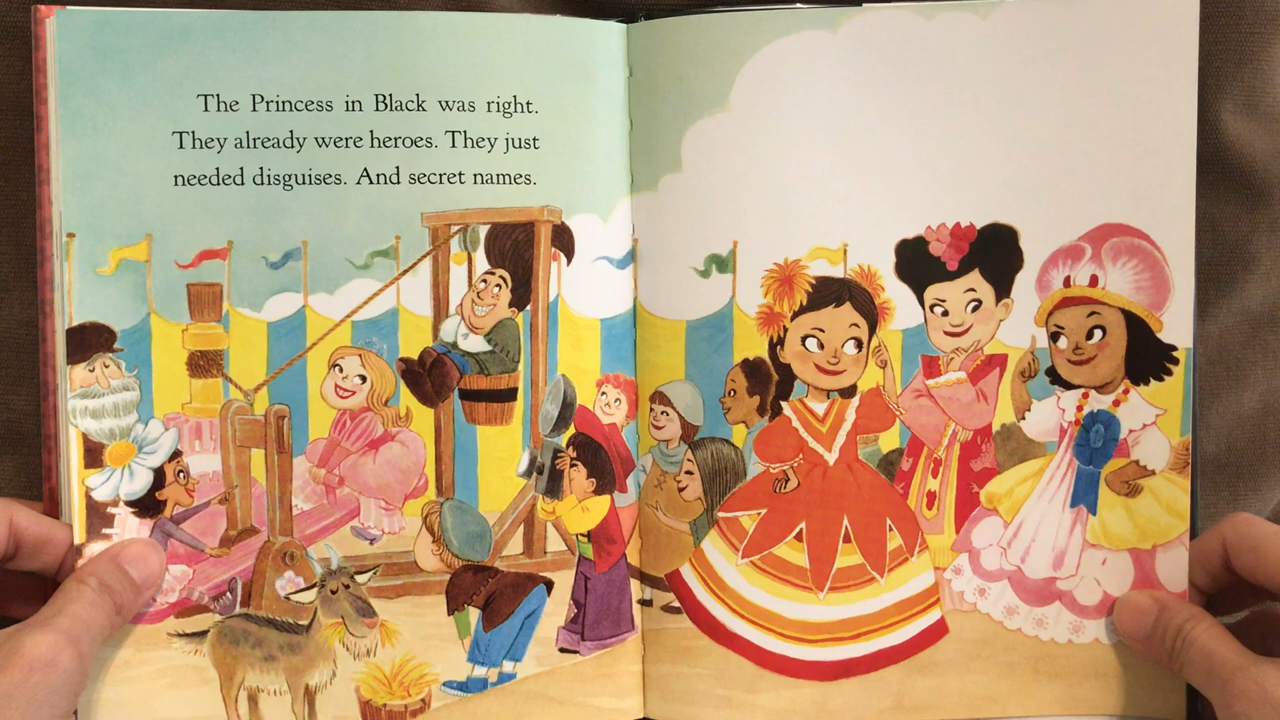 The Princess in Black was right.
They already were heroes. They just
needed disguises. And secret names.